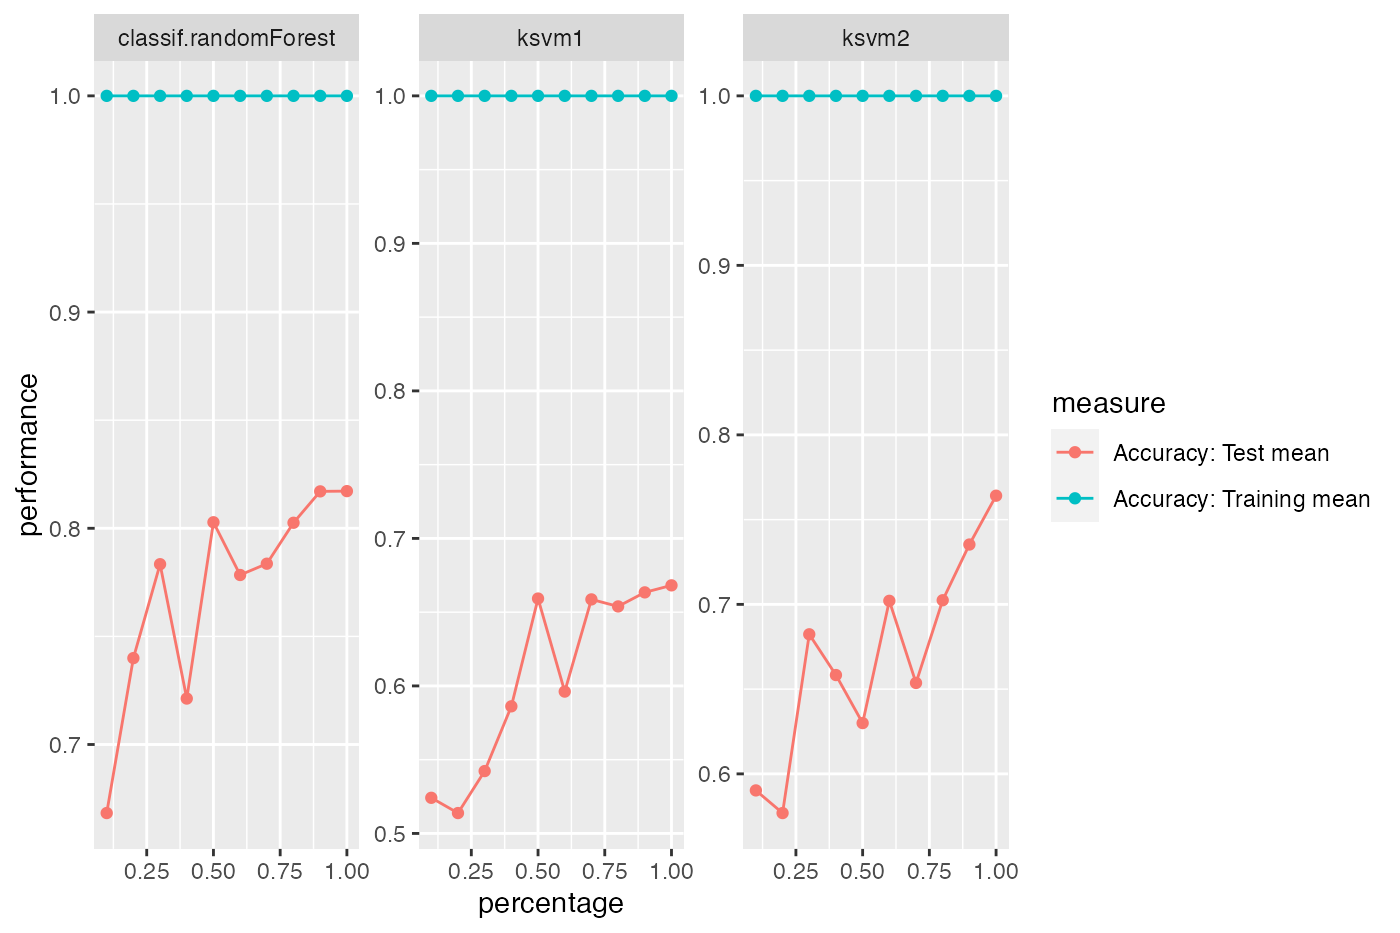 classif.randomForest
ksvm1
ksvm2
performance
1.0
0.9
0.8
0.7
1.0
0.9
0.8
0.7
0.6
0.5
1.0
0.9
0.8
0.7
0.6
0.25 0.50 0.75 1.00
0.25 0.50 0.75 1.00
0.25 0.50 0.75 1.00
percentage
measure
Accuracy: Test mean
Accuracy: Training mean